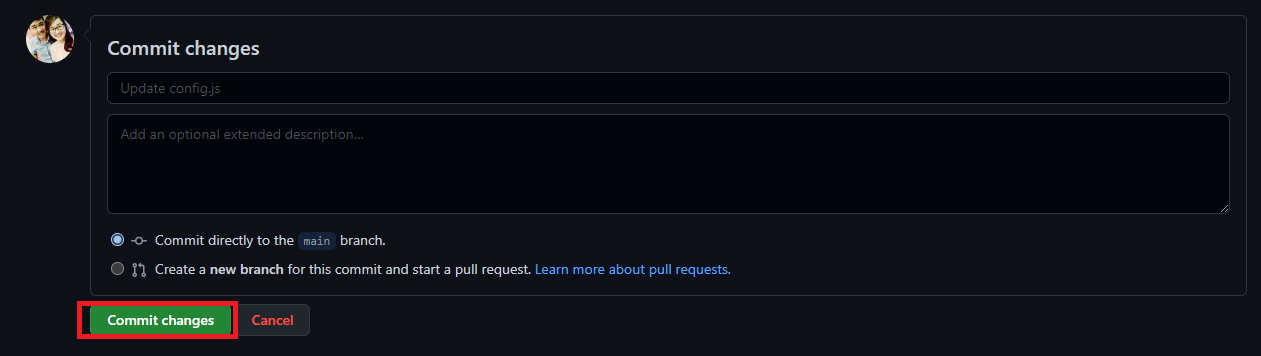 Commit changes
Update config.js
Add an optional extended description...
Commit directly to the main branch.
Create a new branch for this commit and start a pull request. Learn more about pull requests.
Commit changes Cancel